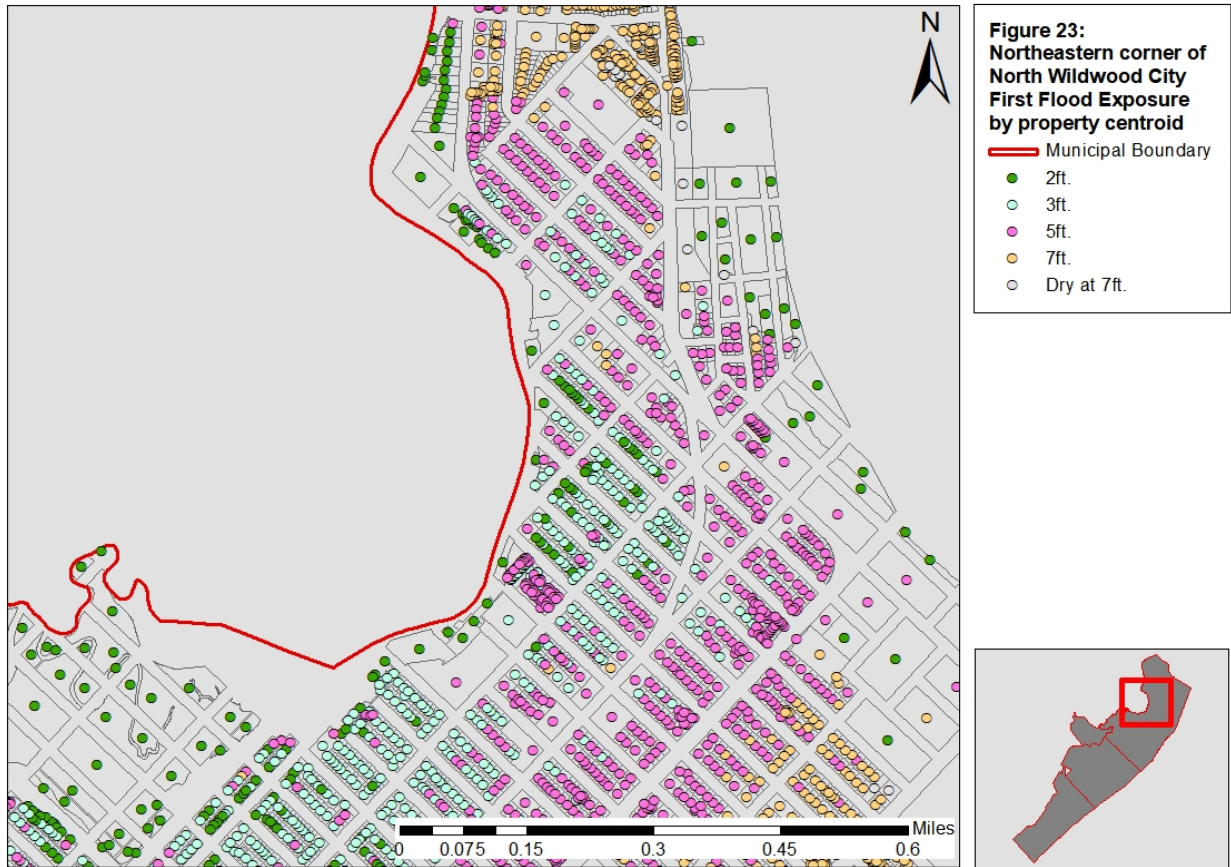 N
Figure 23:
Northeastern corner of
North Wildwood City
First Flood Exposure
by property centroid
Municipal Boundary
2ft.
3ft.
5ft.
7ft.
Dry at 7ft.
Miles
0 0.075 0.15 0.3 0.45 0.6